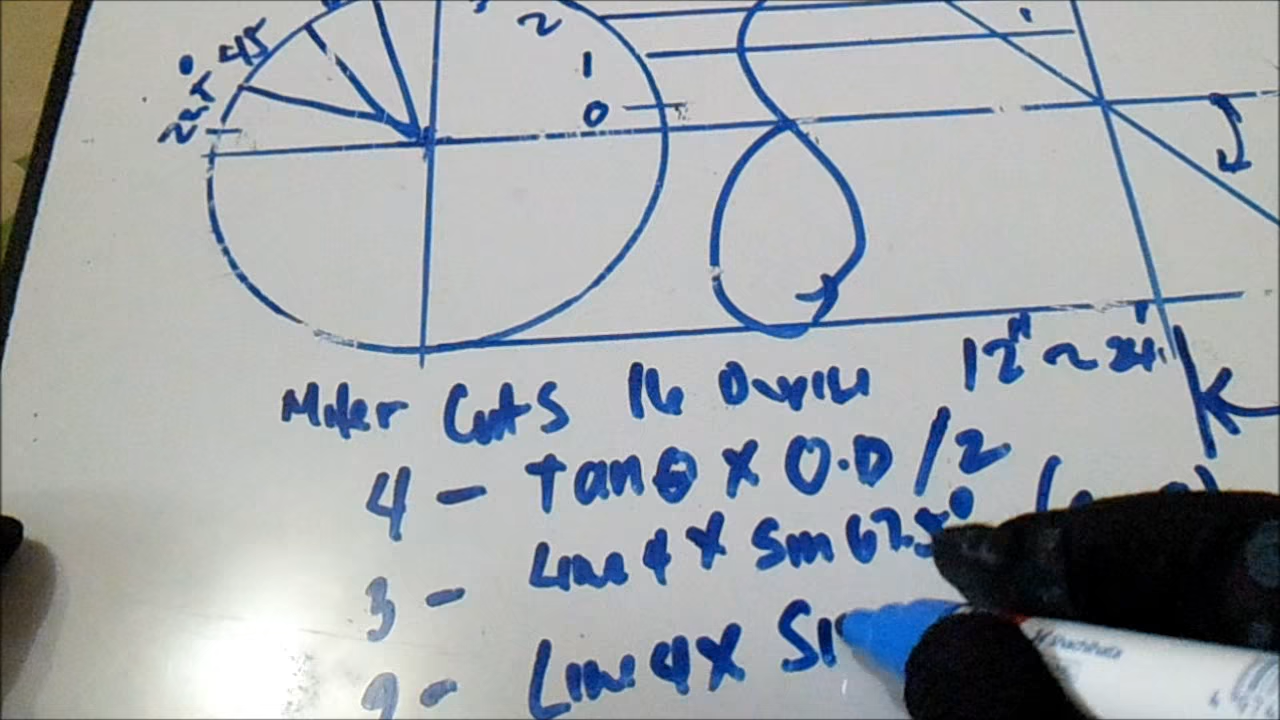 45
22.5°
2
1
0
Miter Cuts 16 Divide 12" ~ 24"
4 - Tan θ x O.D / 2
3 - Line 4 x Sin 67.5°
2 - Line 4 x Si